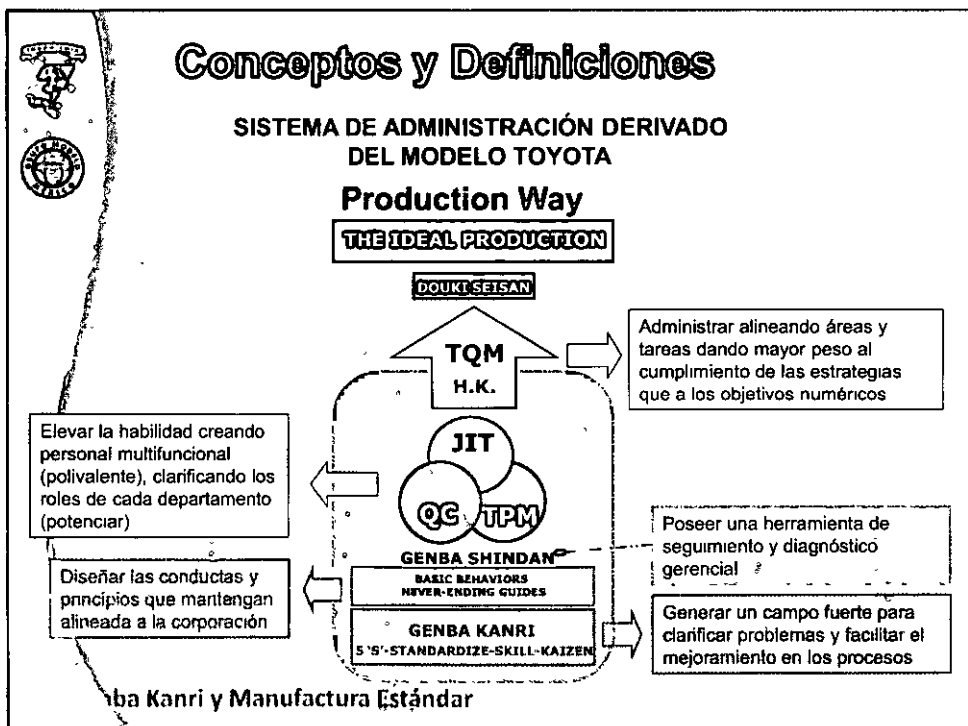 Conceptos y Definiciones
SISTEMA DE ADMINISTRACIÓN DERIVADO
DEL MODELO TOYOTA
Production Way
THE IDEAL PRODUCTION
DOUKI SEISAN
TQM
H.K.
Administrar alineando áreas y
tareas dando mayor peso al
cumplimiento de las estrategias
que a los objetivos numéricos
Elevar la habilidad creando
personal multifuncional
(polivalente), clarificando los
roles de cada departamento
(potenciar)
JIT
QC
TPM
GENBA SHINDAN
Poseer una herramienta de
seguimiento y diagnóstico
gerencial
Diseñar las conductas y
principios que mantengan
alineada a la corporación
BASIC BEHAVIORS
NEVER-ENDING GUIDES
GENBA KANRI
5 'S'-STANDARDIZE-SKILL-KAIZEN
Generar un campo fuerte para
clarificar problemas y facilitar el
mejoramiento en los procesos
ba Kanri y Manufactura Estándar
GRUPO MODELO
MÉXICO